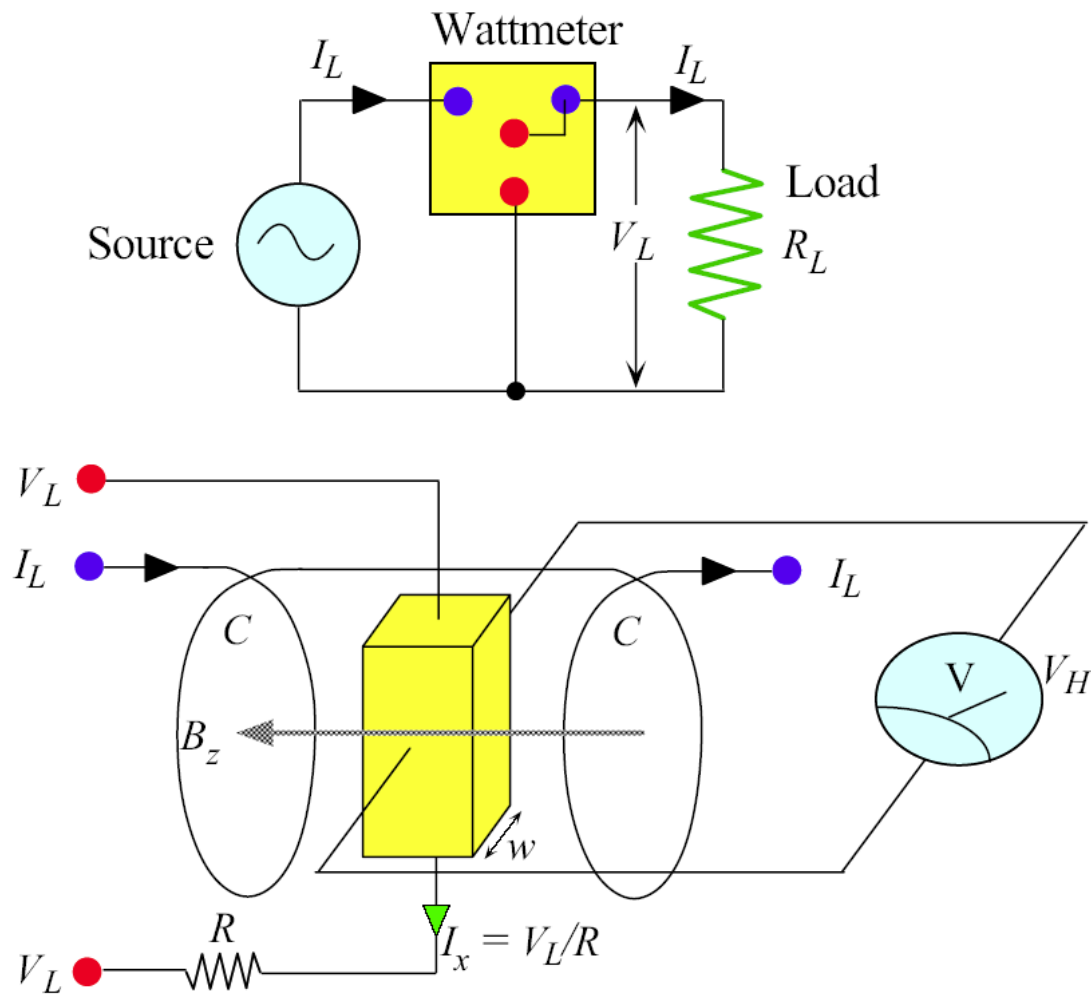 Wattmeter
I_L
I_L
Source
V_L
Load
R_L
V_L
I_L
I_L
C
C
V
V_H
B_z
w
R
I_x = V_L/R
V_L